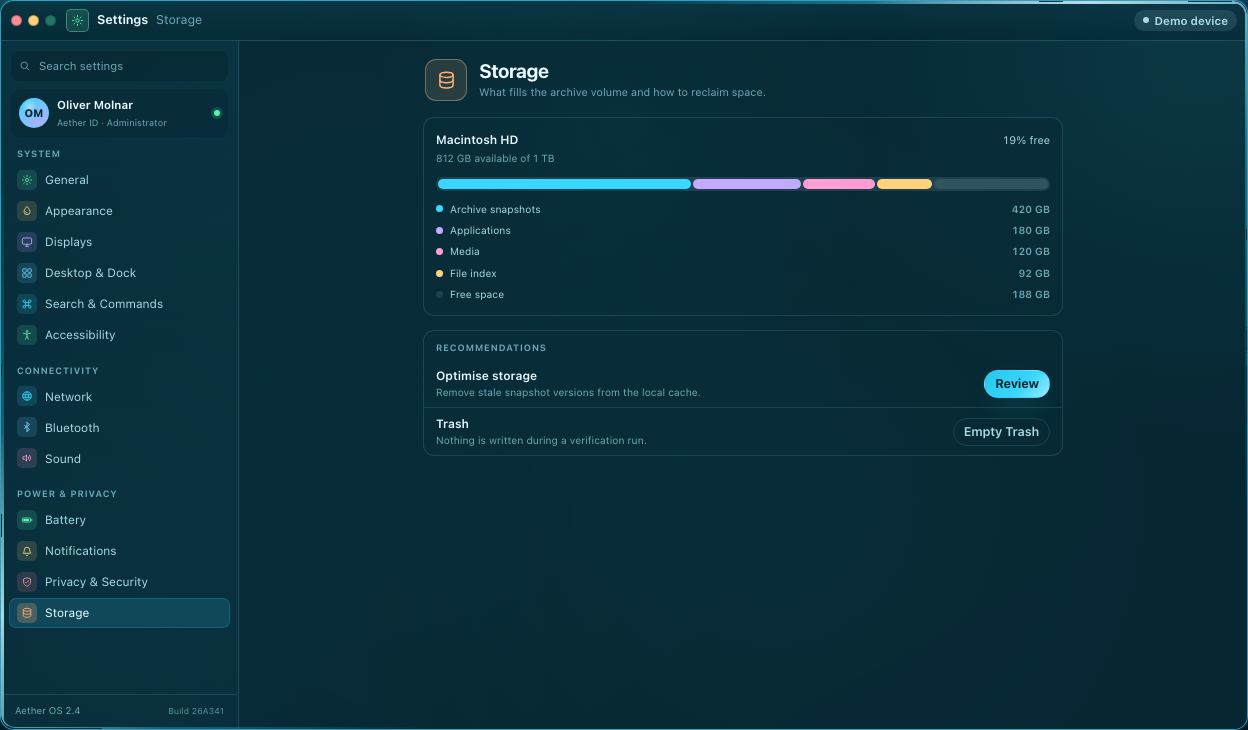 Settings Storage
Demo device
Search settings
OM
Oliver Molnar
Aether ID · Administrator
SYSTEM
General
Appearance
Displays
Desktop & Dock
Search & Commands
Accessibility
CONNECTIVITY
Network
Bluetooth
Sound
POWER & PRIVACY
Battery
Notifications
Privacy & Security
Storage
Aether OS 2.4
Build 26A341
Storage
What fills the archive volume and how to reclaim space.
Macintosh HD
19% free
812 GB available of 1 TB
Archive snapshots 420 GB
Applications 180 GB
Media 120 GB
File index 92 GB
Free space 188 GB
RECOMMENDATIONS
Optimise storage
Remove stale snapshot versions from the local cache.
Review
Trash
Nothing is written during a verification run.
Empty Trash